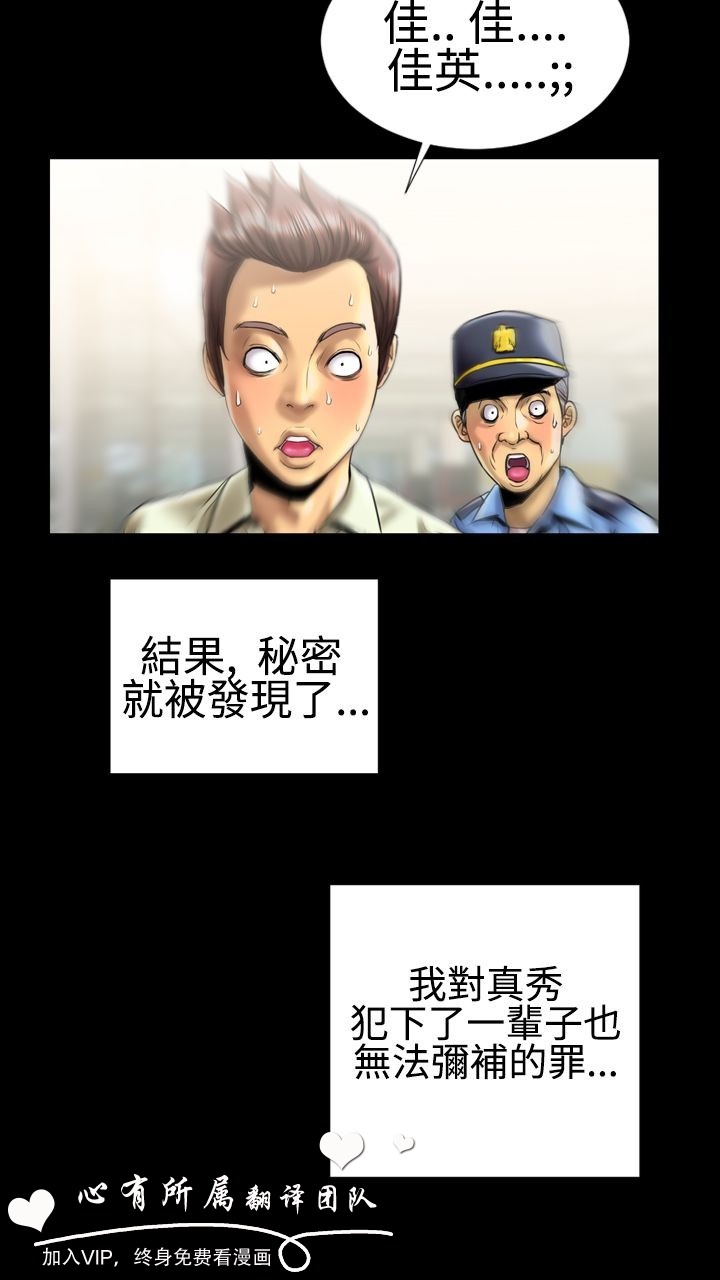 佳.. 佳....
佳英.....;;
結果, 秘密
就被發現了...
我對真秀
犯下了一輩子也
無法彌補的罪...
心有所属翻译团队
加入VIP，终身免费看漫画